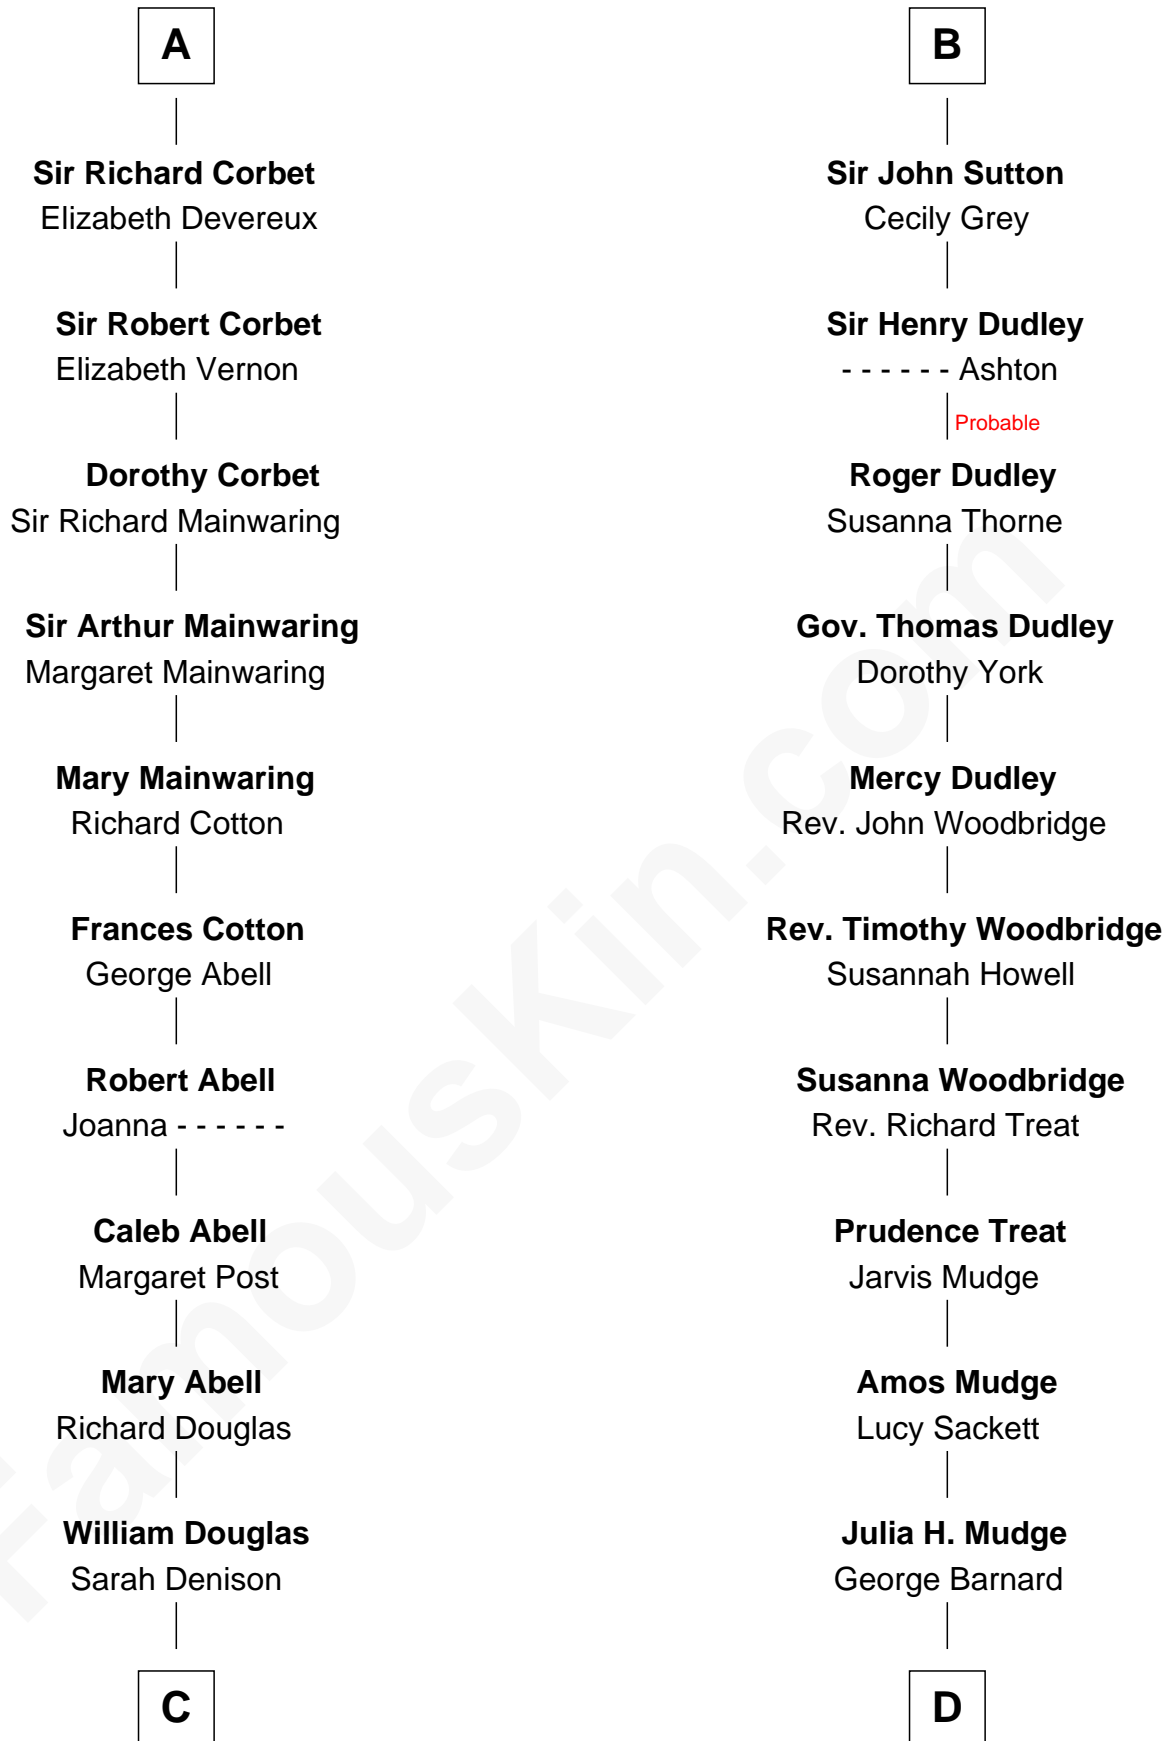 A
Sir Richard Corbet
Elizabeth Devereux
Sir Robert Corbet
Elizabeth Vernon
Dorothy Corbet
Sir Richard Mainwaring
Sir Arthur Mainwaring
Margaret Mainwaring
Mary Mainwaring
Richard Cotton
Frances Cotton
George Abell
Robert Abell
Joanna - - - - - -
Caleb Abell
Margaret Post
Mary Abell
Richard Douglas
William Douglas
Sarah Denison
C
B
Sir John Sutton
Cecily Grey
Sir Henry Dudley
- - - - - - Ashton
Probable
Roger Dudley
Susanna Thorne
Gov. Thomas Dudley
Dorothy York
Mercy Dudley
Rev. John Woodbridge
Rev. Timothy Woodbridge
Susannah Howell
Susanna Woodbridge
Rev. Richard Treat
Prudence Treat
Jarvis Mudge
Amos Mudge
Lucy Sackett
Julia H. Mudge
George Barnard
D
FamousKin.com